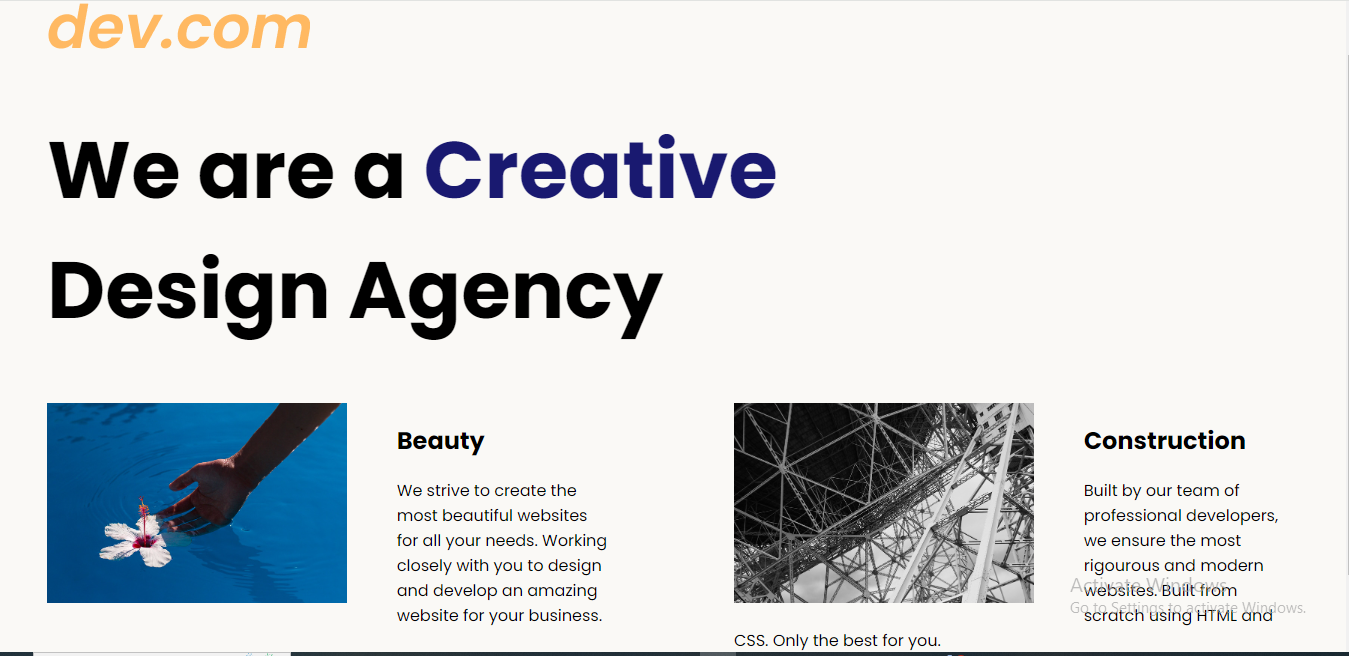 dev.com
We are a Creative
Design Agency
Beauty
We strive to create the
most beautiful websites
for all your needs. Working
closely with you to design
and develop an amazing
website for your business.
Construction
Built by our team of
professional developers,
we ensure the most
rigourous and modern
websites. Built from
scratch using HTML and
CSS. Only the best for you.
Activate Windows
Go to Settings to activate Windows.